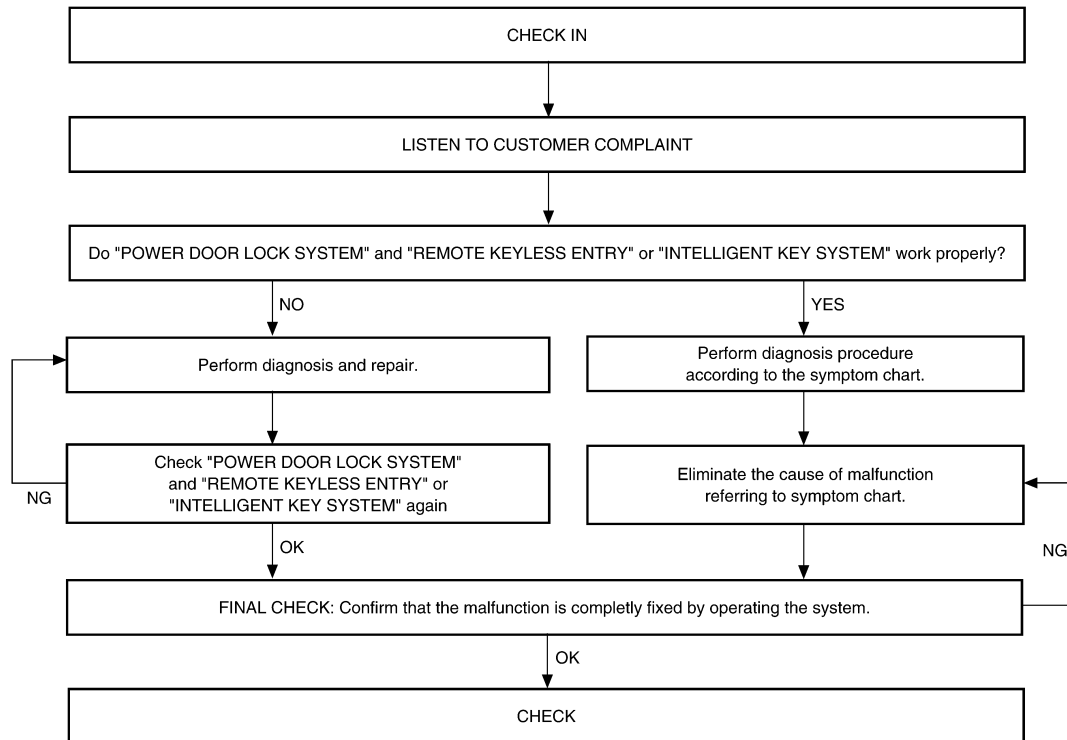 CHECK IN
LISTEN TO CUSTOMER COMPLAINT
Do "POWER DOOR LOCK SYSTEM" and "REMOTE KEYLESS ENTRY" or "INTELLIGENT KEY SYSTEM" work properly?
NO
YES
Perform diagnosis and repair.
Perform diagnosis procedure
according to the symptom chart.
Check "POWER DOOR LOCK SYSTEM"
and "REMOTE KEYLESS ENTRY" or
"INTELLIGENT KEY SYSTEM" again
NG
Eliminate the cause of malfunction
referring to symptom chart.
OK
NG
FINAL CHECK: Confirm that the malfunction is completly fixed by operating the system.
OK
CHECK